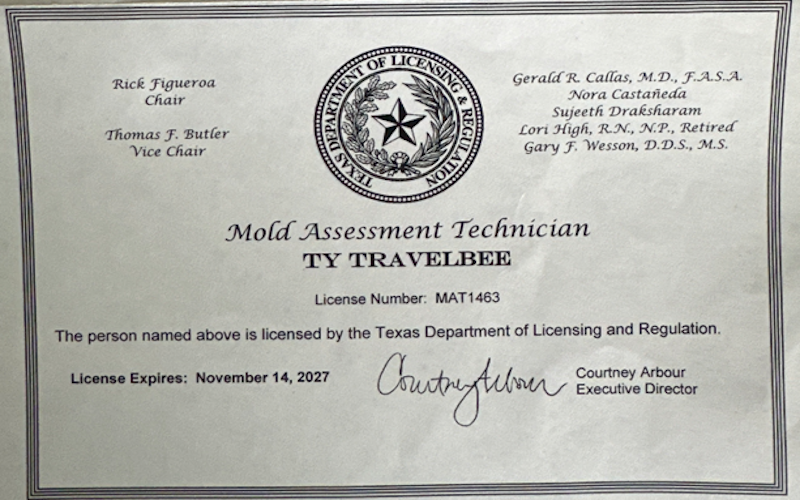 Rick Figueroa
Chair
Thomas F. Butler
Vice Chair
TEXAS DEPARTMENT OF LICENSING & REGULATION
Gerald R. Callas, M.D., F.A.S.A.
Nora Castañeda
Sujeeth Draksharam
Lori High, R.N., N.P., Retired
Gary F. Wesson, D.D.S., M.S.
Mold Assessment Technician
TY TRAVELBEE
License Number: MAT1463
The person named above is licensed by the Texas Department of Licensing and Regulation.
License Expires: November 14, 2027
Courtney Arbour
Courtney Arbour
Executive Director